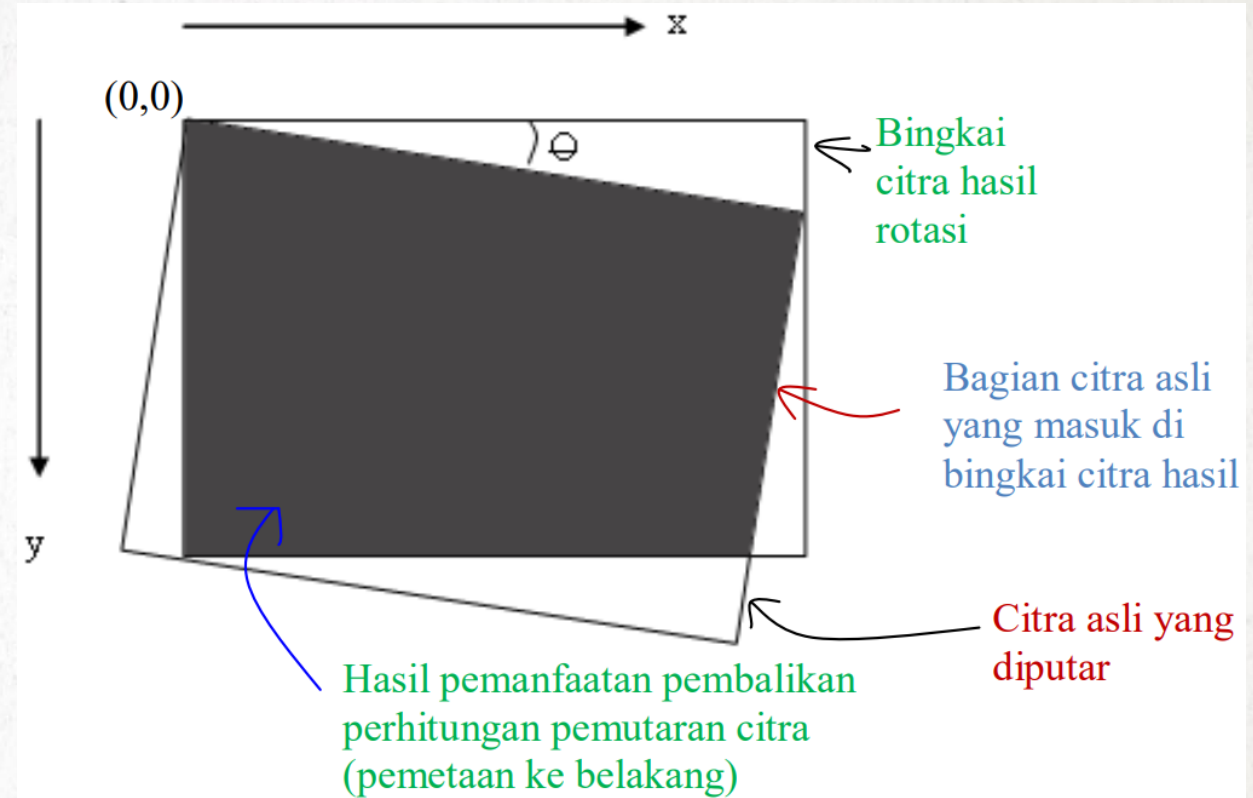 x
(0,0)
Θ
Bingkai
citra hasil
rotasi
Bagian citra asli
yang masuk di
bingkai citra hasil
y
Citra asli yang
diputar
Hasil pemanfaatan pembalikan
perhitungan pemutaran citra
(pemetaan ke belakang)